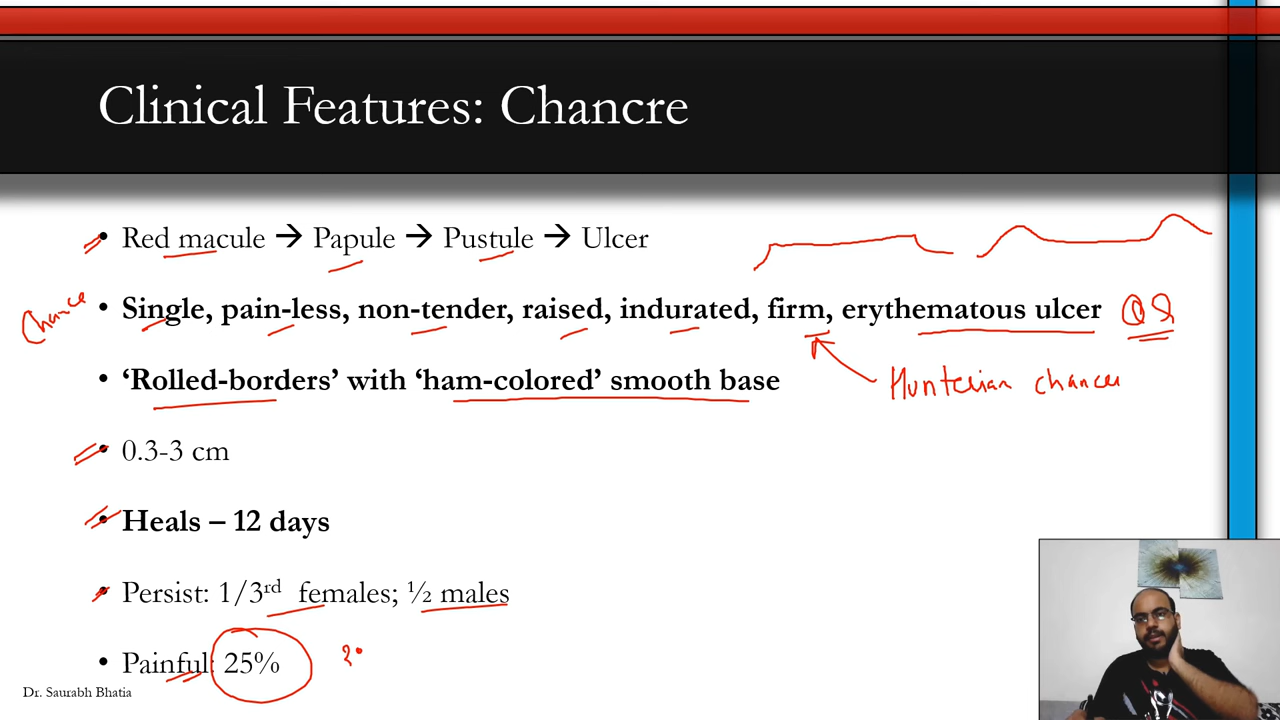 Clinical Features: Chancre
• Red macule → Papule → Pustule → Ulcer
Chancre
• Single, pain-less, non-tender, raised, indurated, firm, erythematous ulcer
• ‘Rolled-borders’ with ‘ham-colored’ smooth base
Hunterian chancre
• 0.3-3 cm
• Heals – 12 days
• Persist: 1/3rd females; ½ males
• Painful: 25%
Dr. Saurabh Bhatia